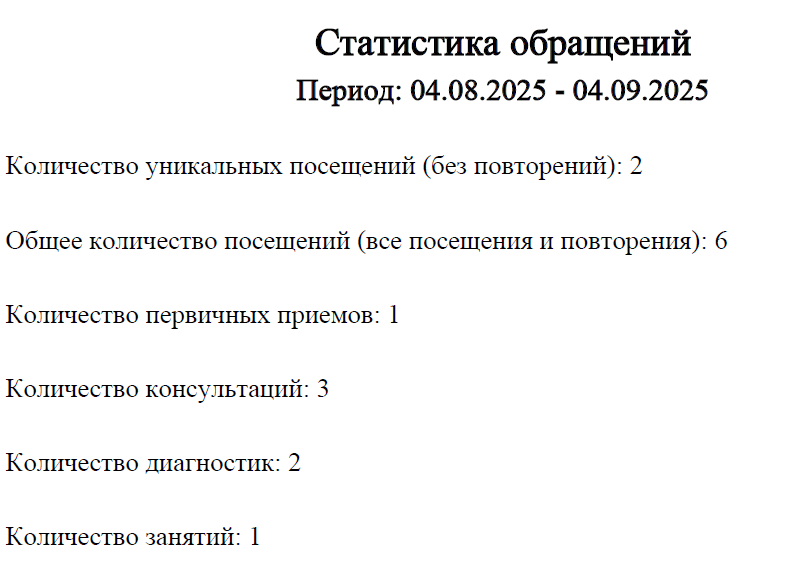 Статистика обращений
Период: 04.08.2025 - 04.09.2025
Количество уникальных посещений (без повторений): 2
Общее количество посещений (все посещения и повторения): 6
Количество первичных приемов: 1
Количество консультаций: 3
Количество диагностик: 2
Количество занятий: 1